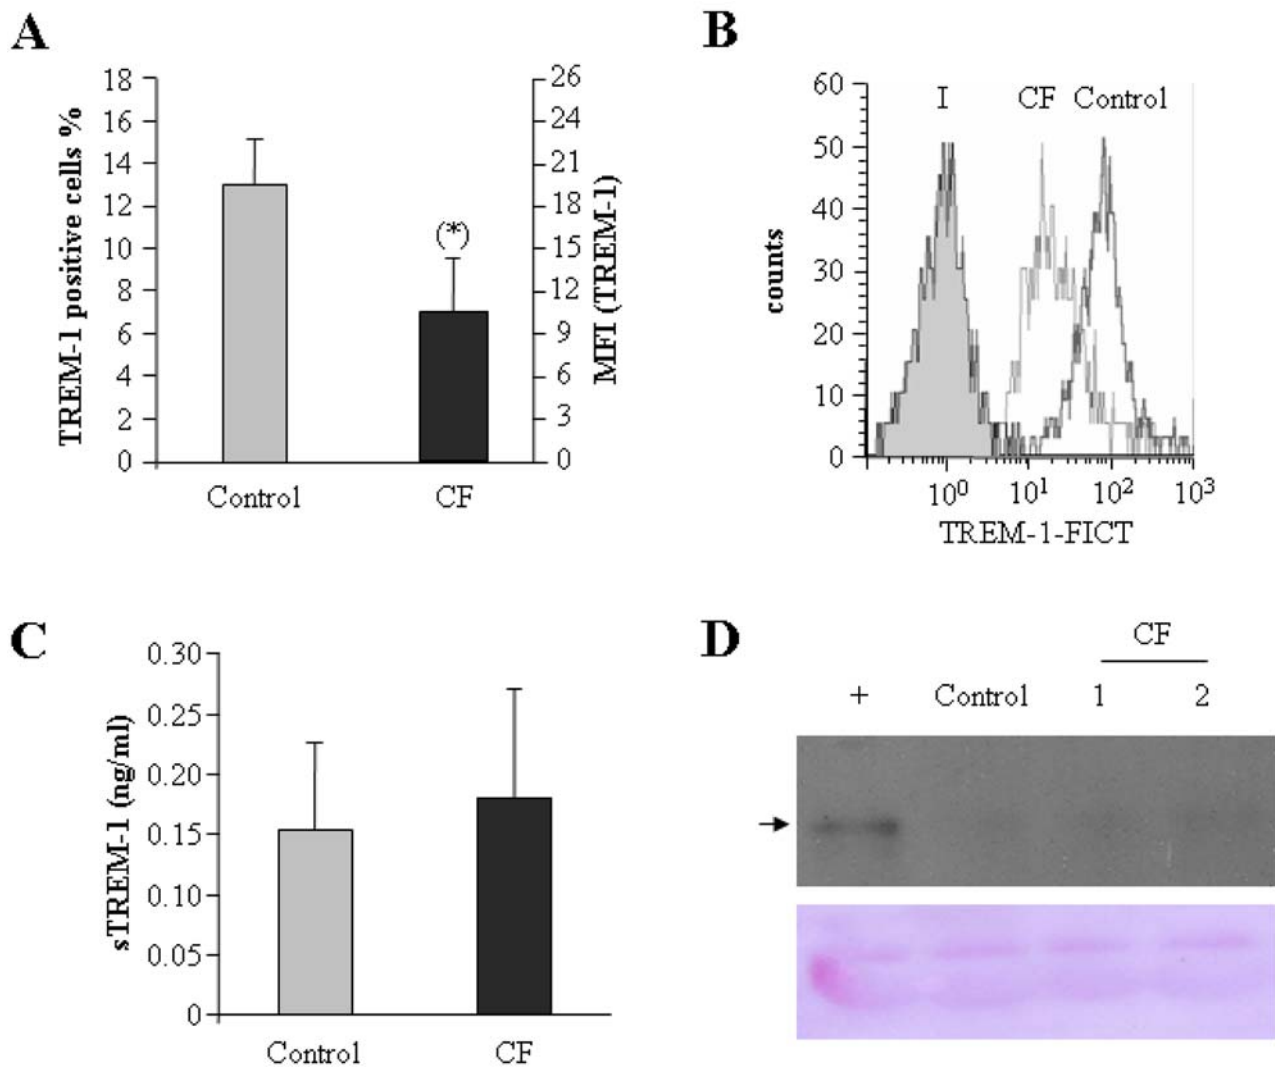 A
TREM-1 positive cells %
18
16
14
12
10
8
6
4
2
0
26
24
21
18
15
12
9
6
3
0
MFI (TREM-1)
(*)
Control
CF
B
counts
60
50
40
30
20
10
0
I
CF
Control
10⁰
10¹
10²
10³
TREM-1-FICT
C
sTREM-1 (ng/ml)
0.30
0.25
0.20
0.15
0.10
0.05
0
Control
CF
D
CF
+
Control
1
2